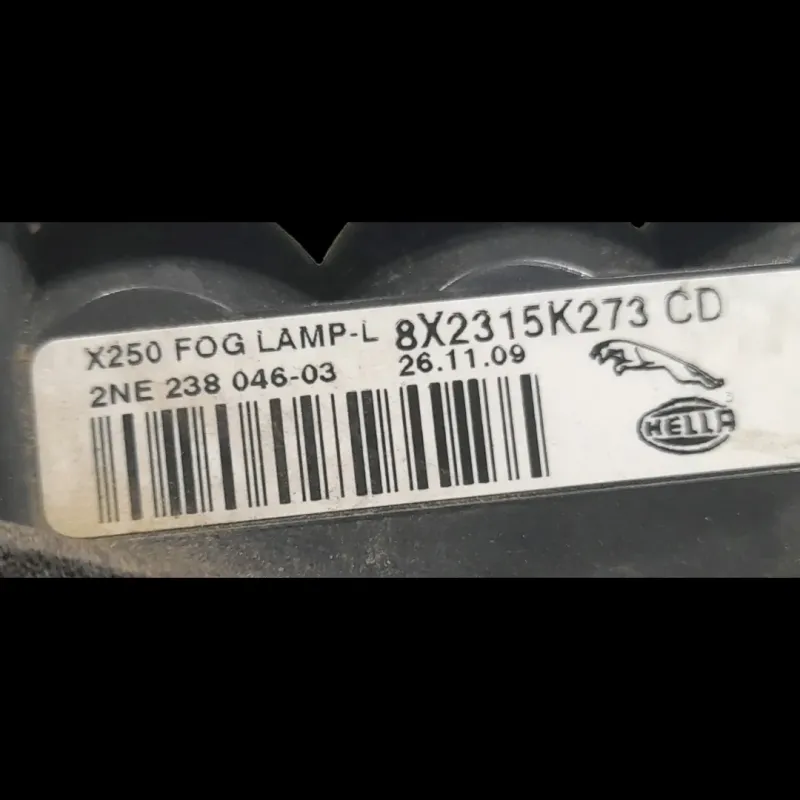 X250 FOG LAMP-L 8X2315K273 CD
2NE 238 046-03 26.11.09
HELLA